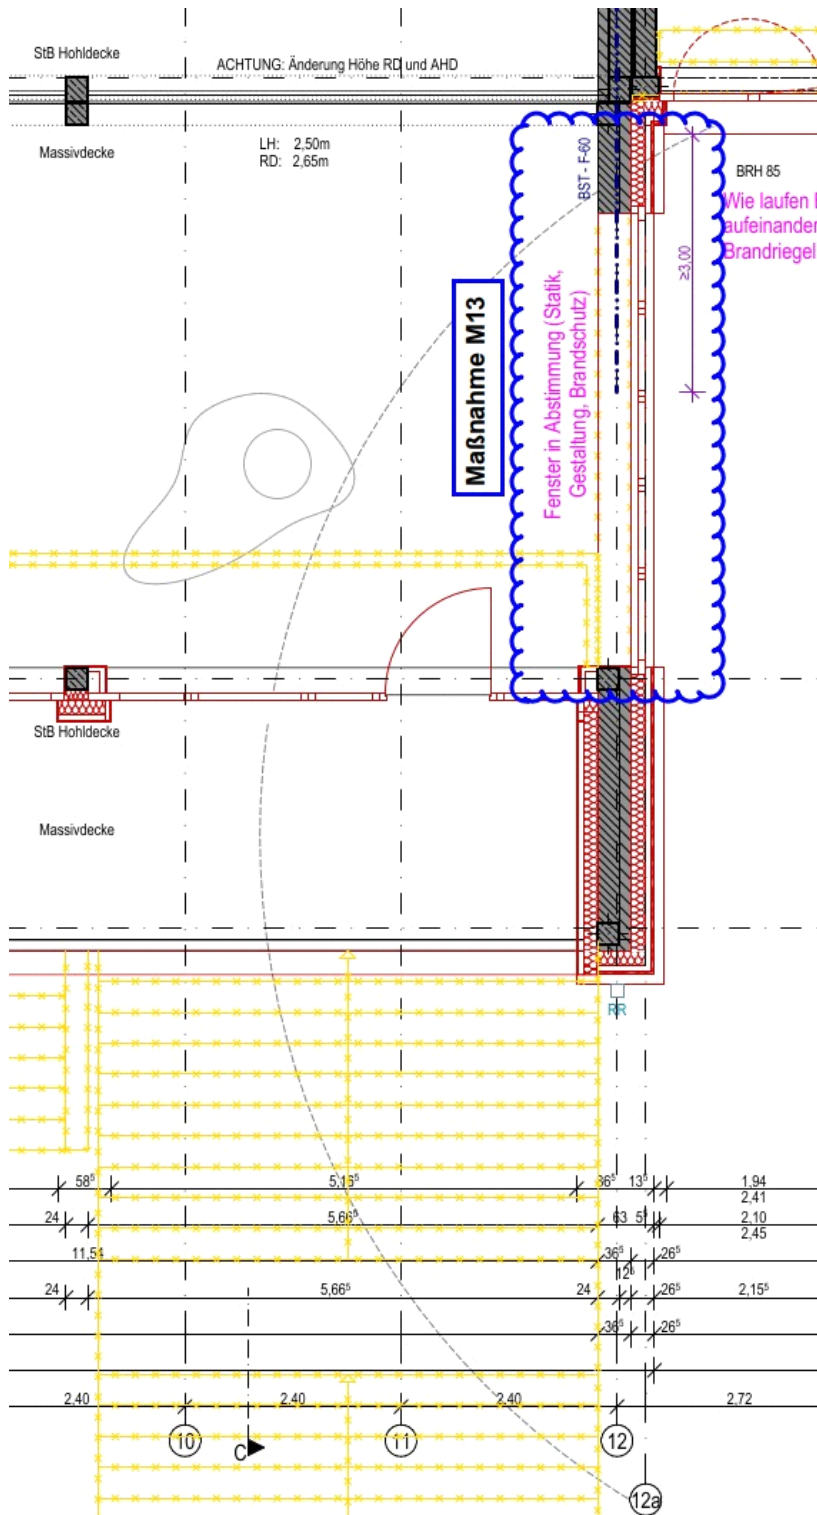 StB Hohldecke
ACHTUNG: Änderung Höhe RD und AHD
Massivdecke
LH: 2,50m
RD: 2,65m
BST - F-60
BRH 85
Wie laufen
aufeinander
Brandriegel
≥3,00
Maßnahme M13
Fenster in Abstimmung (Statik,
Gestaltung, Brandschutz)
StB Hohldecke
Massivdecke
RR
58⁵ 5,16⁵ 36⁵ 13⁵ 1,94
2,41
24 5,66⁵ 63 5⁵ 2,10
2,45
11,54 36⁵ 26⁵
12⁵
24 5,66⁵ 24 26⁵ 2,15⁵
36⁵ 26⁵
2,40 2,40 2,40 2,72
10 11 12
C
12a